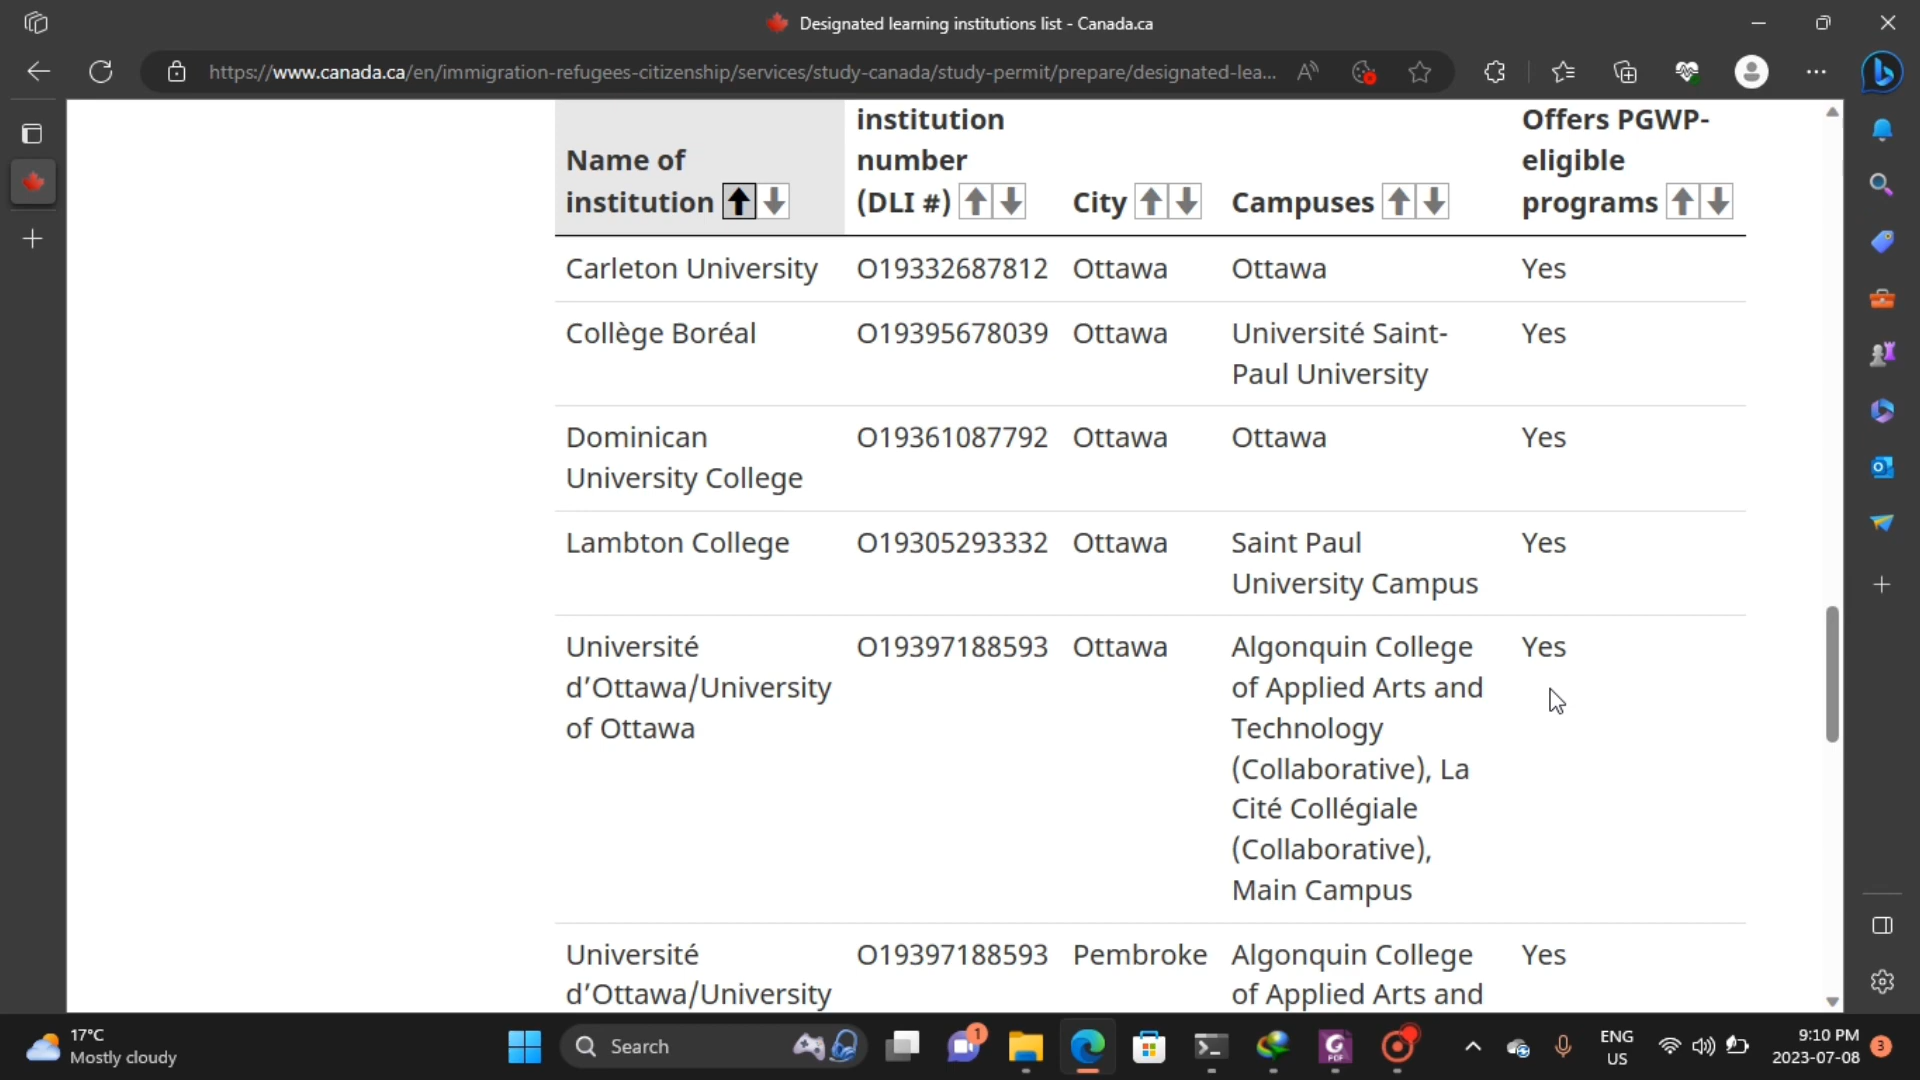 Designated learning institutions list - Canada.ca
https://www.canada.ca/en/immigration-refugees-citizenship/services/study-canada/study-permit/prepare/designated-lea...
Name of
institution
institution
number
(DLI #)
City
Campuses
Offers PGWP-
eligible
programs
Carleton University O19332687812 Ottawa Ottawa Yes
Collège Boréal O19395678039 Ottawa Université Saint- Yes
Paul University
Dominican O19361087792 Ottawa Ottawa Yes
University College
Lambton College O19305293332 Ottawa Saint Paul Yes
University Campus
Université O19397188593 Ottawa Algonquin College Yes
d’Ottawa/University of Applied Arts and
of Ottawa Technology
(Collaborative), La
Cité Collégiale
(Collaborative),
Main Campus
Université O19397188593 Pembroke Algonquin College Yes
d’Ottawa/University of Applied Arts and
17°C
Mostly cloudy
Search
1
ENG
US
9:10 PM
2023-07-08
3